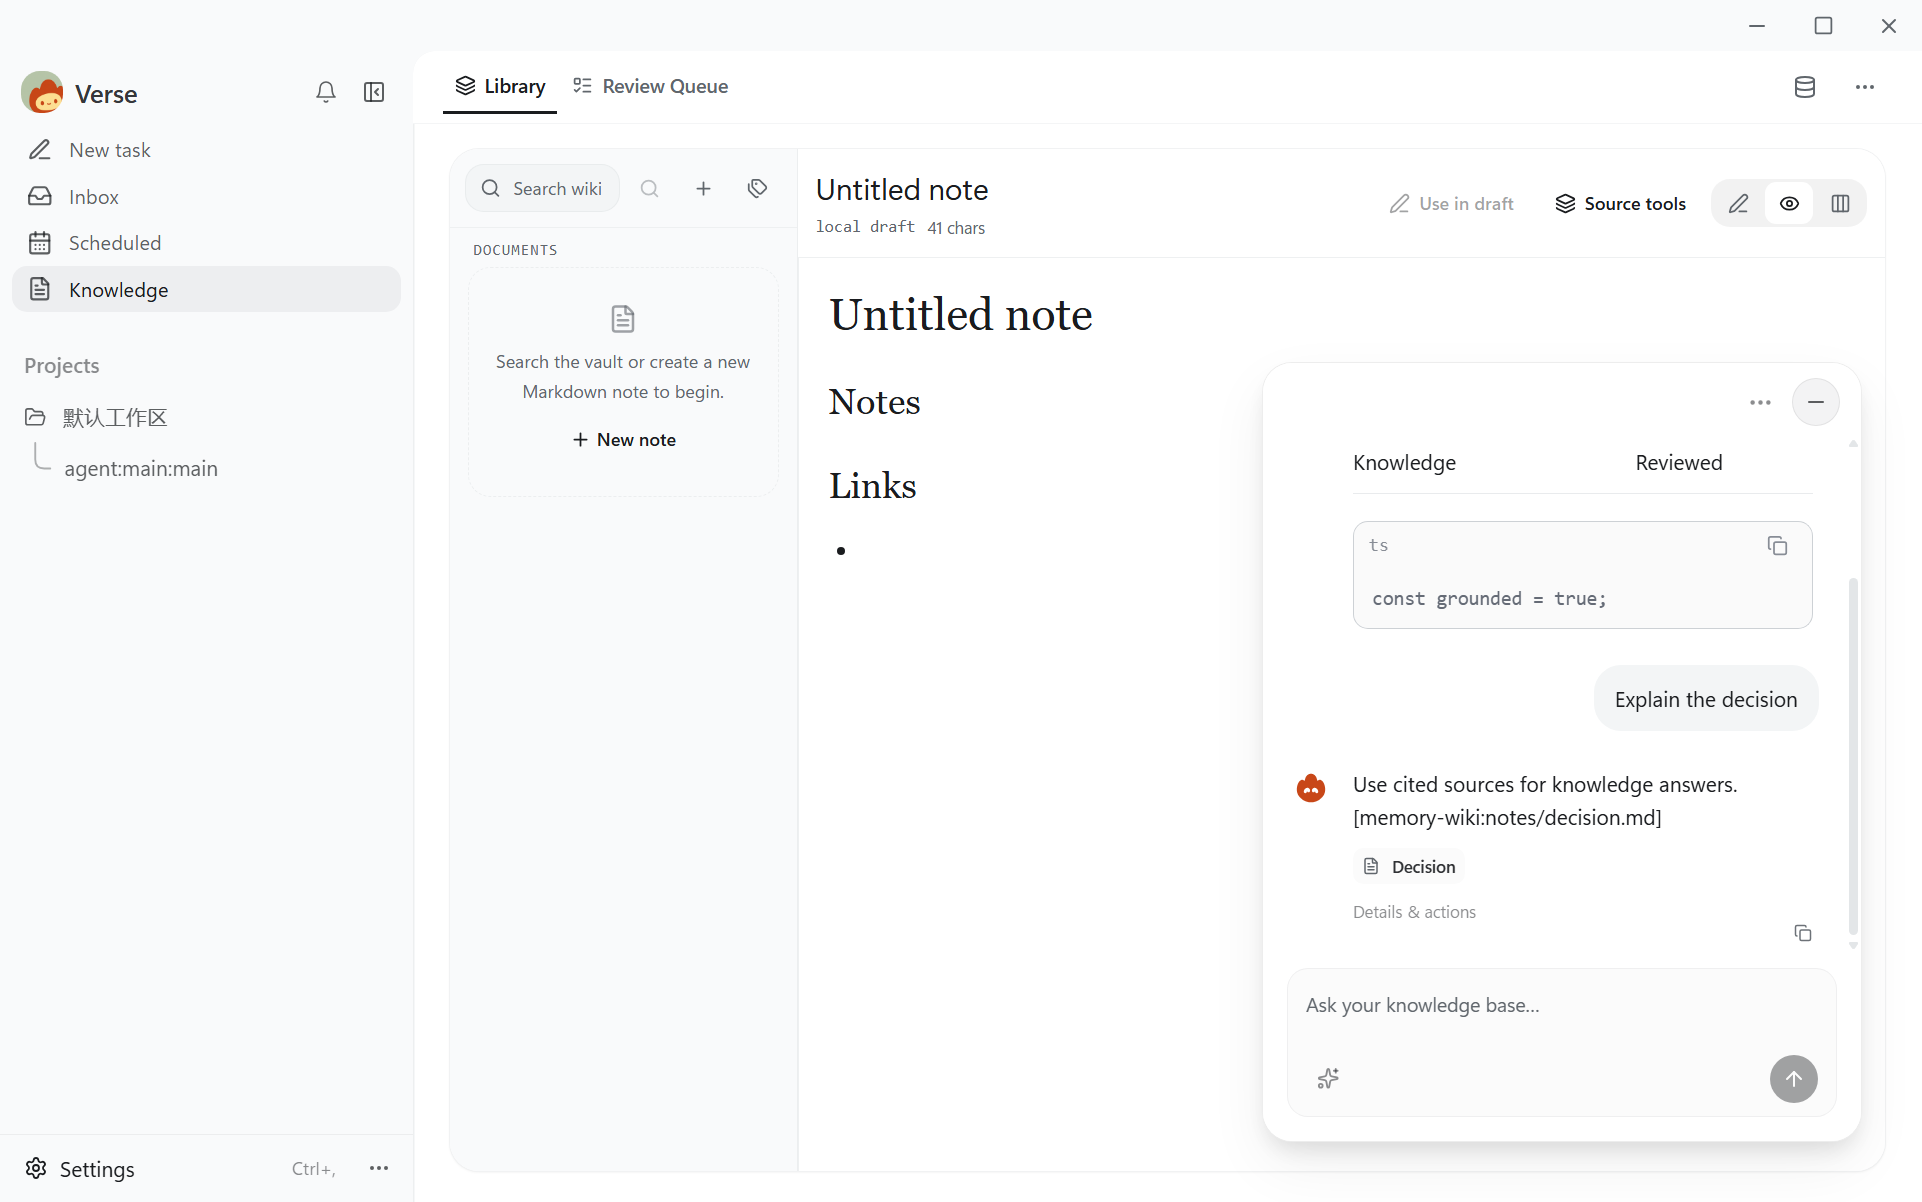 Verse
New task
Inbox
Scheduled
Knowledge
Projects
默认工作区
agent:main:main
Settings
Ctrl+,
Library
Review Queue
Search wiki
DOCUMENTS
Search the vault or create a new
Markdown note to begin.
New note
Untitled note
local draft 41 chars
Use in draft
Source tools
Untitled note
Notes
Links
Knowledge Reviewed
ts
const grounded = true;
Explain the decision
Use cited sources for knowledge answers.
[memory-wiki:notes/decision.md]
Decision
Details & actions
Ask your knowledge base...